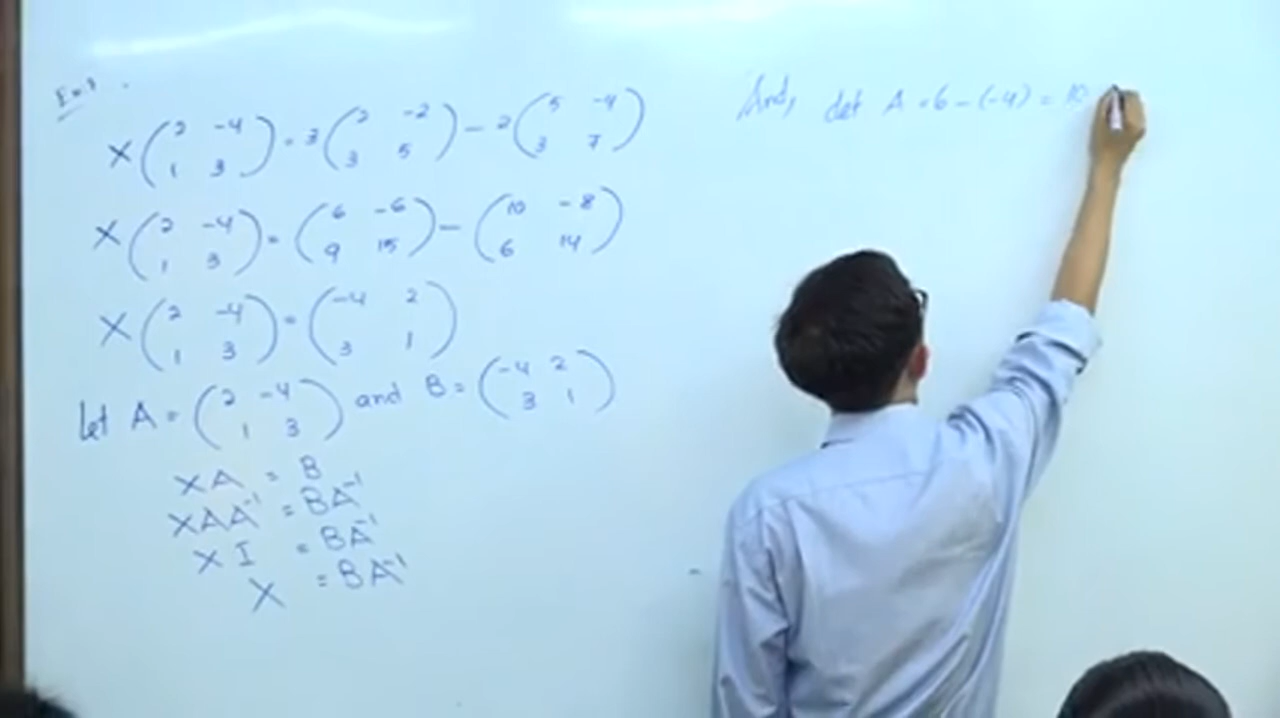 Ex.8
X ( 2 -4 ; 1 3 ) = 3 ( 2 -2 ; 3 5 ) - 2 ( 5 -4 ; 3 7 )
X ( 2 -4 ; 1 3 ) = ( 6 -6 ; 9 15 ) - ( 10 -8 ; 6 14 )
X ( 2 -4 ; 1 3 ) = ( -4 2 ; 3 1 )
Let A = ( 2 -4 ; 1 3 ) and B = ( -4 2 ; 3 1 )
XA = B
XAA⁻¹ = BA⁻¹
XI = BA⁻¹
X = BA⁻¹
And, det A = 6 - (-4) = 10